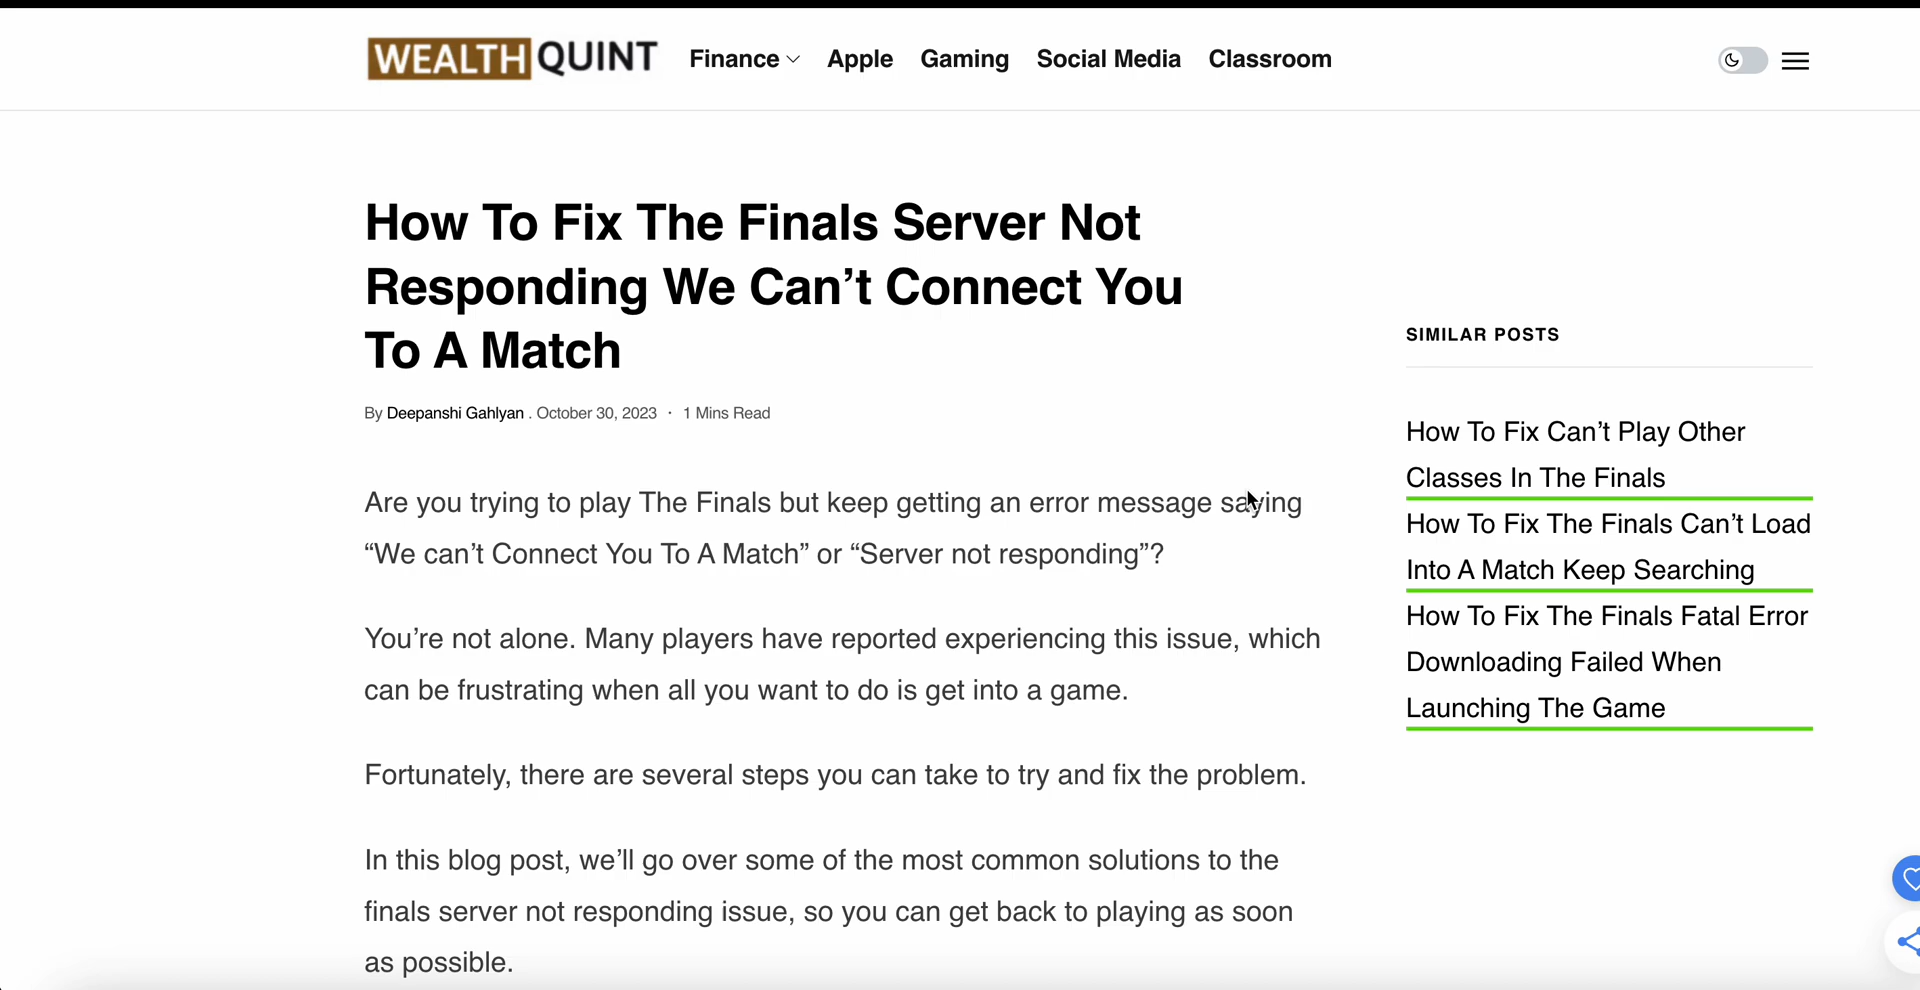 WEALTH QUINT Finance Apple Gaming Social Media Classroom
How To Fix The Finals Server Not
Responding We Can’t Connect You
To A Match
By Deepanshi Gahlyan . October 30, 2023 · 1 Mins Read
Are you trying to play The Finals but keep getting an error message saying
“We can’t Connect You To A Match” or “Server not responding”?
You’re not alone. Many players have reported experiencing this issue, which
can be frustrating when all you want to do is get into a game.
Fortunately, there are several steps you can take to try and fix the problem.
In this blog post, we’ll go over some of the most common solutions to the
finals server not responding issue, so you can get back to playing as soon
as possible.
SIMILAR POSTS
How To Fix Can’t Play Other
Classes In The Finals
How To Fix The Finals Can’t Load
Into A Match Keep Searching
How To Fix The Finals Fatal Error
Downloading Failed When
Launching The Game